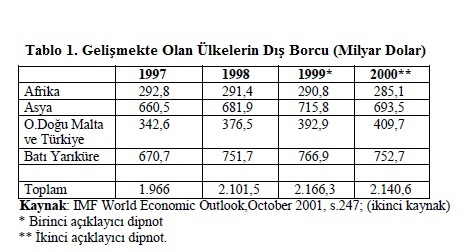 Tablo 1. Gelişmekte Olan Ülkelerin Dış Borcu (Milyar Dolar)
1997 1998 1999* 2000**
Afrika 292,8 291,4 290,8 285,1
Asya 660,5 681,9 715,8 693,5
O.Doğu Malta 342,6 376,5 392,9 409,7
ve Türkiye
Batı Yarıküre 670,7 751,7 766,9 752,7
Toplam 1.966 2.101,5 2.166,3 2.140,6
Kaynak: IMF World Economic Outlook,October 2001, s.247; (ikinci kaynak)
* Birinci açıklayıcı dipnot
** İkinci açıklayıcı dipnot.